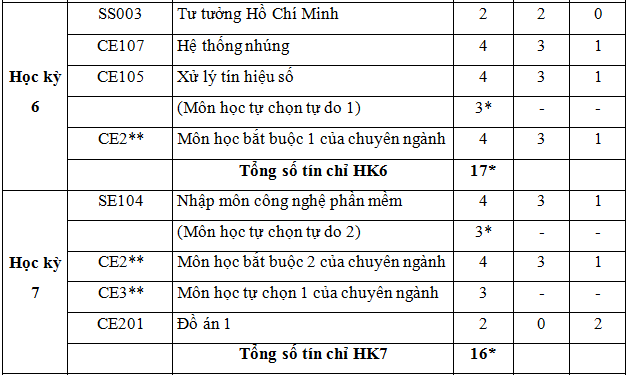 SS003 Tư tưởng Hồ Chí Minh 2 2 0
CE107 Hệ thống nhúng 4 3 1
Học kỳ 6 CE105 Xử lý tín hiệu số 4 3 1
(Môn học tự chọn tự do 1) 3* - -
CE2** Môn học bắt buộc 1 của chuyên ngành 4 3 1
Tổng số tín chỉ HK6 17*
SE104 Nhập môn công nghệ phần mềm 4 3 1
(Môn học tự chọn tự do 2) 3* - -
Học kỳ 7 CE2** Môn học bắt buộc 2 của chuyên ngành 4 3 1
CE3** Môn học tự chọn 1 của chuyên ngành 3 - -
CE201 Đồ án 1 2 0 2
Tổng số tín chỉ HK7 16*